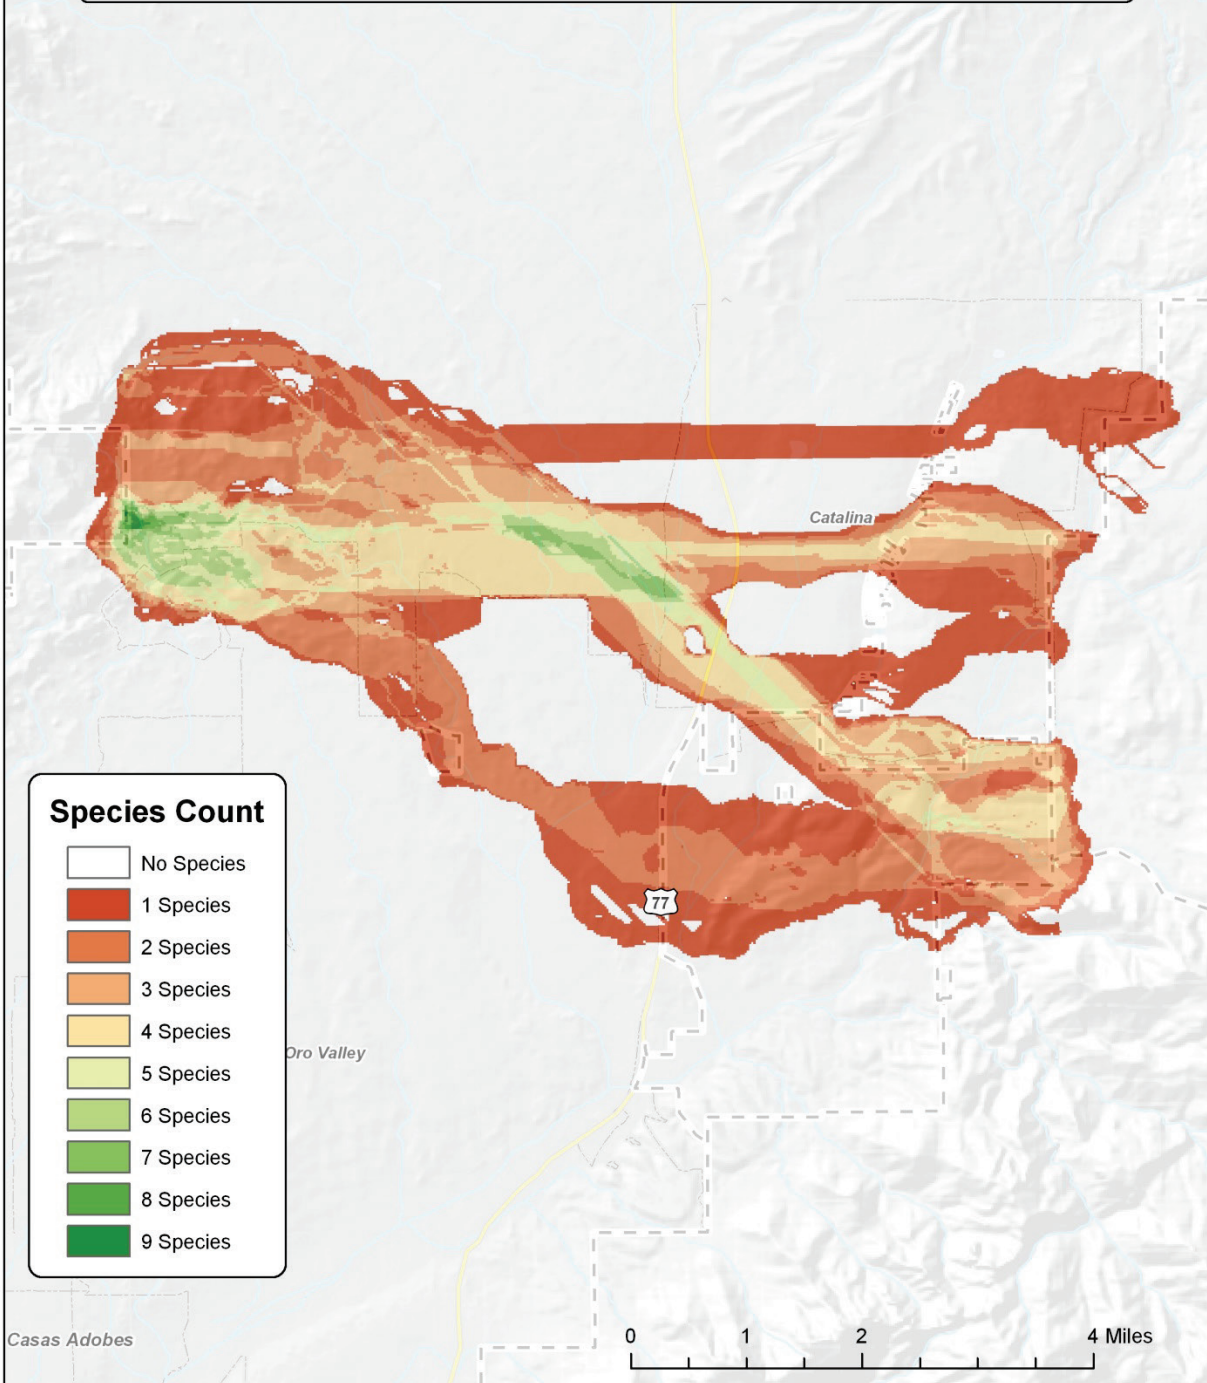 Catalina
Species Count
No Species
1 Species
2 Species
3 Species
4 Species
5 Species
6 Species
7 Species
8 Species
9 Species
77
Oro Valley
Casas Adobes
0 1 2 4 Miles